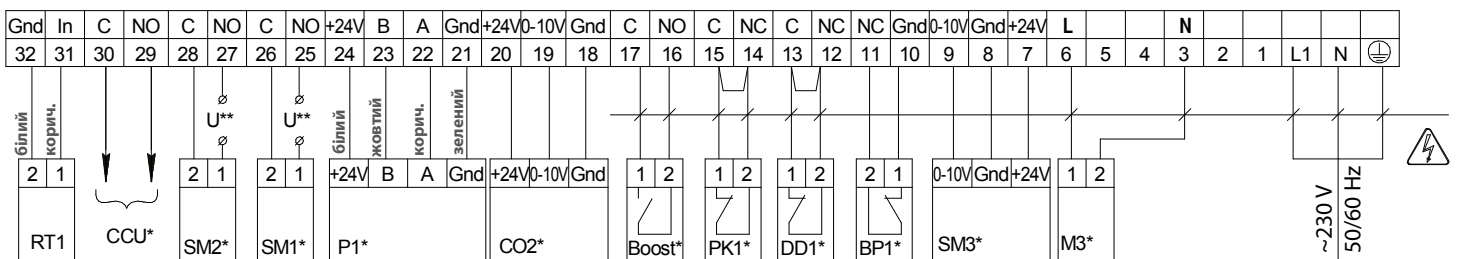 Gnd In C NO C NO C NO +24V B A Gnd +24V 0-10V Gnd C NO C NC C NC NC Gnd 0-10V Gnd +24V L N
32 31 30 29 28 27 26 25 24 23 22 21 20 19 18 17 16 15 14 13 12 11 10 9 8 7 6 5 4 3 2 1 L1 N
білий
корич.
U**
U**
білий
жовтий
корич.
зелений
2 1 2 1 2 1 +24V B A Gnd +24V 0-10V Gnd 1 2 1 2 1 2 2 1 0-10V Gnd +24V 1 2
RT1 CCU* SM2* SM1* P1* CO2* Boost* PK1* DD1* BP1* SM3* M3*
~230 V
50/60 Hz